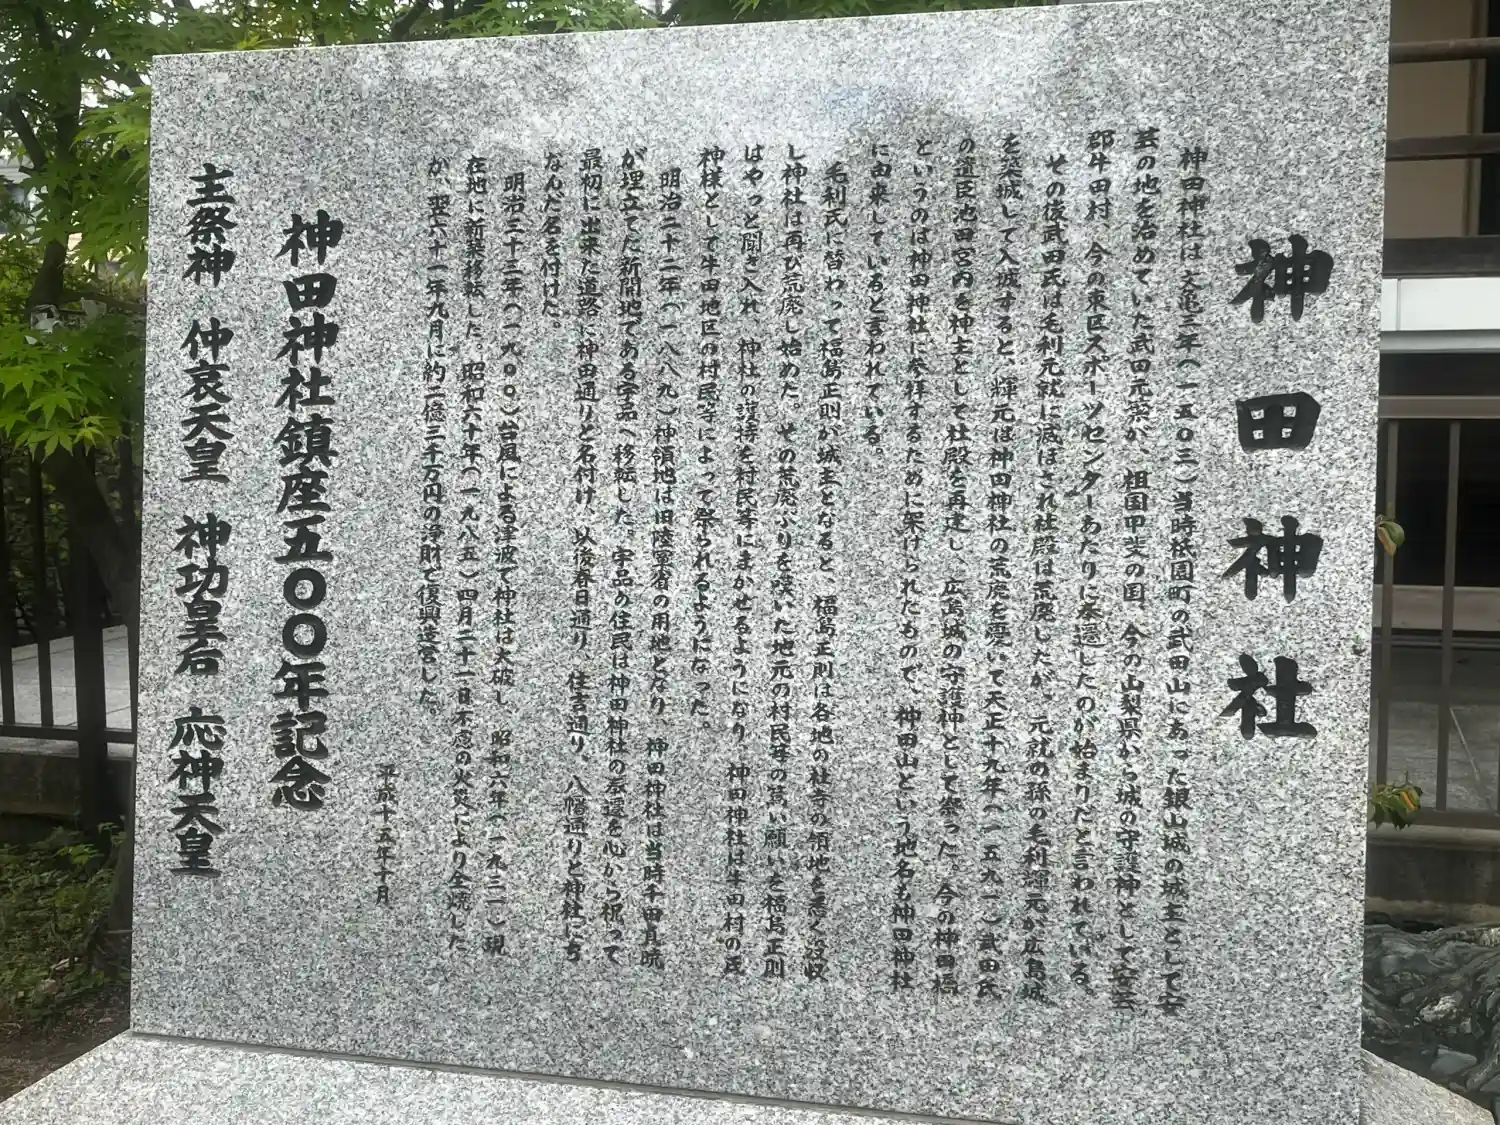 神田神社
神田神社は文亀三年(一五〇三)当時祇園町の武田山にあった銀山城の城主として安
芸の地を治めていた武田元繁が、祖国甲斐の国、今の山梨県から城の守護神として安芸
郡牛田村、今の東区スポーツセンターあたりに奉遷したのが始まりだと言われている。
その後武田氏は毛利元就に滅ぼされ社殿は荒廃したが、元就の孫の毛利輝元が広島城
を築城して入城すると、輝元は神田神社の荒廃を憂いて天正十九年(一五九一)武田氏
の遺臣池田宮内を神主として社殿を再建し、広島城の守護神として祭った。今の神田橋
というのは神田神社に参拝するために架けられたもので、神田山という地名も神田神社
に由来していると言われている。
毛利氏に替わって福島正則が城主となると、福島正則は各地の社寺の領地を悉く没収
し神社は再び荒廃し始めた。その荒廃ぶりを嘆いた地元の村民等の篤い願いを福島正則
はやっと聞き入れ、神社の護持を村民等にまかせるようになり、神田神社は牛田村の氏
神様として牛田地区の村民等によって祭られるようになった。
明治二十二年(一八八九)神領地は旧陸軍省の用地となり、神田神社は当時千田貞暁
が埋立てた新開地である宇品へ移転した。宇品の住民は神田神社の奉遷を心から祝って
最初に出来た道路に神田通りと名付け、以後春日通り、住吉通り、八幡通りと神社にち
なんだ名を付けた。
明治三十三年(一九〇〇)台風による津波で神社は大破し、昭和六年(一九三一)現
在地に新築移転した。昭和六十年(一九八五)四月二十一日不慮の火災により全焼した
が、翌六十一年九月に約一億三千万円の浄財で復興造営した。
平成十五年十月
神田神社鎮座五〇〇年記念
主祭神 仲哀天皇 神功皇后 応神天皇